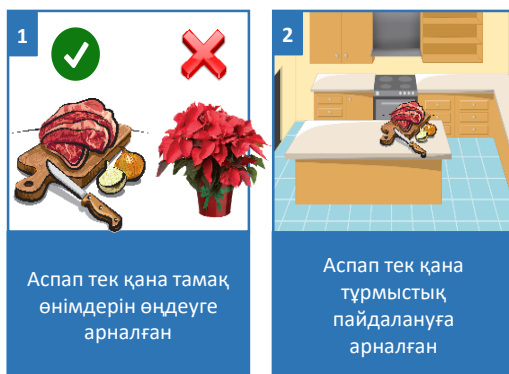 1
Аспап тек қана тамақ
өнімдерін өңдеуге
арналған
2
Аспап тек қана
тұрмыстық
пайдалануға
арналған